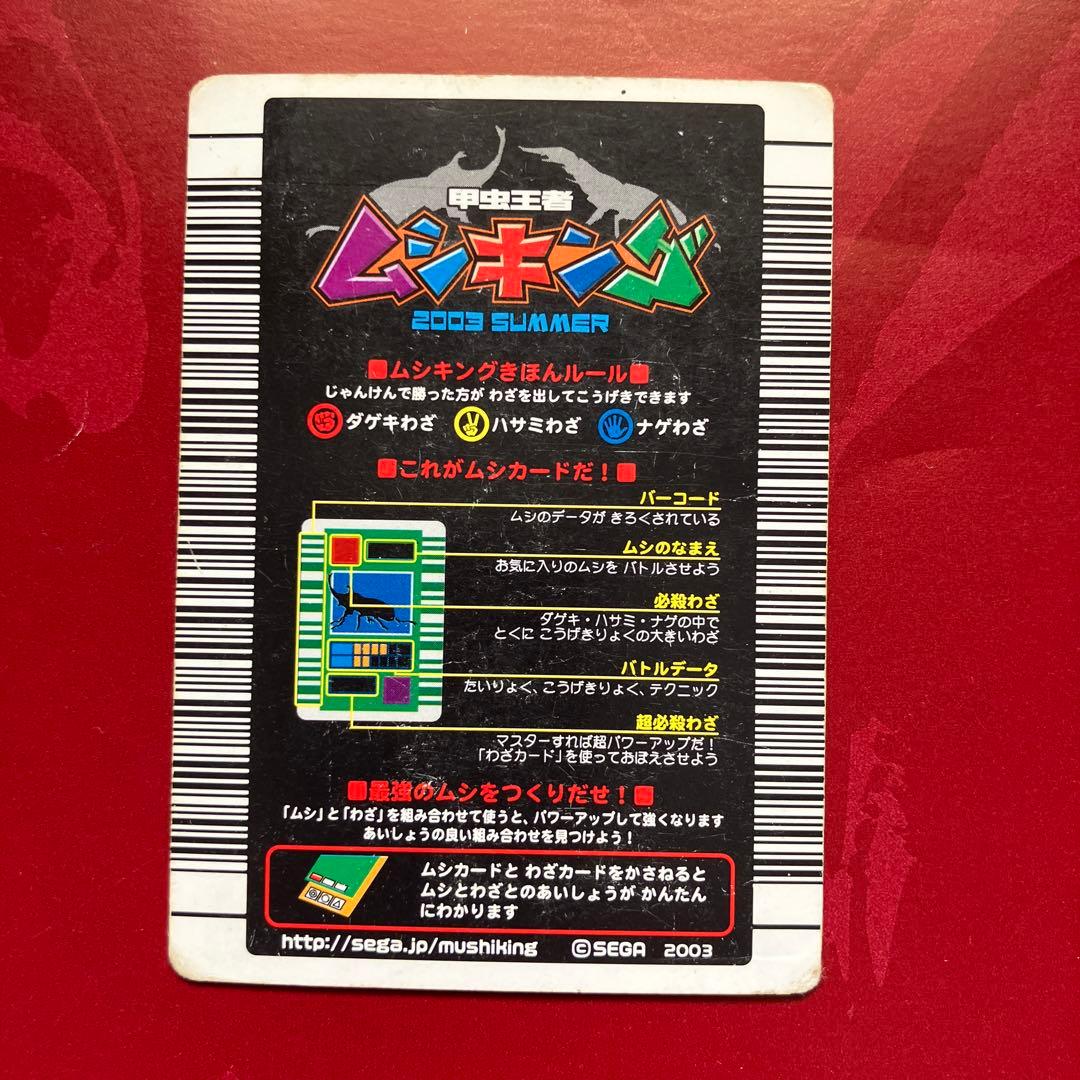 甲虫王者
ムシキング
2003 SUMMER
ムシキングきほんルール
じゃんけんで勝った方が わざを出してこうげきできます
ダゲキわざ ハサミわざ ナゲわざ
これがムシカードだ！
バーコード
ムシのデータが きろくされている
ムシのなまえ
お気に入りのムシを バトルさせよう
必殺わざ
ダゲキ・ハサミ・ナゲの中で
とくに こうげきりょくの大きいわざ
バトルデータ
たいりょく、こうげきりょく、テクニック
超必殺わざ
マスターすれば超パワーアップだ！
「わざカード」を使っておぼえさせよう
最強のムシをつくりだせ！
「ムシ」と「わざ」を組み合わせて使うと、パワーアップして強くなります
あいしょうの良い組み合わせを見つけよう！
ムシカードと わざカードをかさねると
ムシとわざとのあいしょうが かんたん
にわかります
http://sega.jp/mushiking ©SEGA 2003